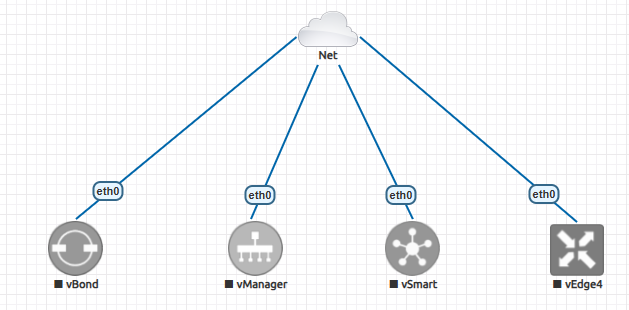 Net
eth0 eth0 eth0 eth0
vBond vManager vSmart vEdge4